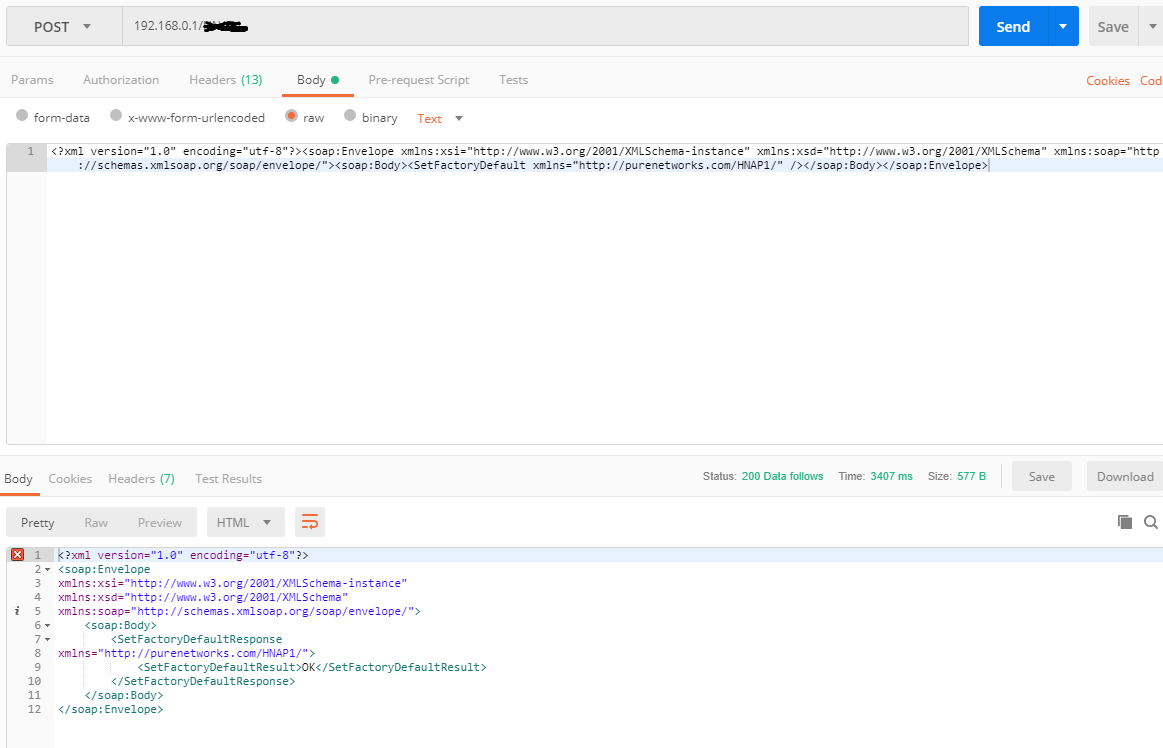 POST 192.168.0.1/ Send Save
Params Authorization Headers (13) Body Pre-request Script Tests Cookies Cod
form-data x-www-form-urlencoded raw binary Text
1 <?xml version="1.0" encoding="utf-8"?><soap:Envelope xmlns:xsi="http://www.w3.org/2001/XMLSchema-instance" xmlns:xsd="http://www.w3.org/2001/XMLSchema" xmlns:soap="http
://schemas.xmlsoap.org/soap/envelope/"><soap:Body><SetFactoryDefault xmlns="http://purenetworks.com/HNAP1/" /></soap:Body></soap:Envelope>
Body Cookies Headers (7) Test Results Status: 200 Data follows Time: 3407 ms Size: 577 B Save Download
Pretty Raw Preview HTML
1 <?xml version="1.0" encoding="utf-8"?>
2 <soap:Envelope
3 xmlns:xsi="http://www.w3.org/2001/XMLSchema-instance"
4 xmlns:xsd="http://www.w3.org/2001/XMLSchema"
i 5 xmlns:soap="http://schemas.xmlsoap.org/soap/envelope/">
6 <soap:Body>
7 <SetFactoryDefaultResponse
8 xmlns="http://purenetworks.com/HNAP1/">
9 <SetFactoryDefaultResult>OK</SetFactoryDefaultResult>
10 </SetFactoryDefaultResponse>
11 </soap:Body>
12 </soap:Envelope>